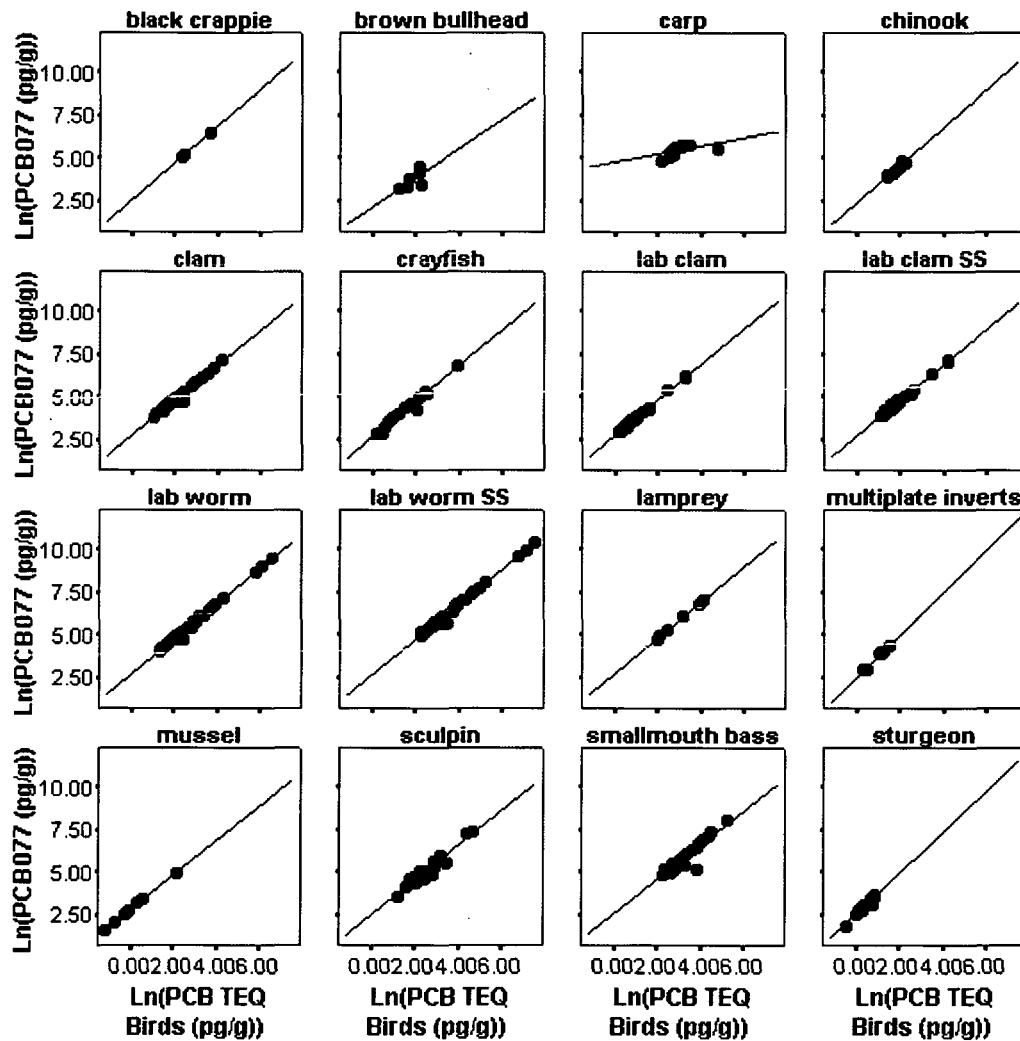 black crappie
brown bullhead
carp
chinook
Ln(PCB077 (pg/g))
10.00
7.50
5.00
2.50
clam
crayfish
lab clam
lab clam SS
Ln(PCB077 (pg/g))
10.00
7.50
5.00
2.50
lab worm
lab worm SS
lamprey
multiplate inverts
Ln(PCB077 (pg/g))
10.00
7.50
5.00
2.50
mussel
sculpin
smallmouth bass
sturgeon
Ln(PCB077 (pg/g))
10.00
7.50
5.00
2.50
0.002.004.006.00
0.002.004.006.00
0.002.004.006.00
0.002.004.006.00
Ln(PCB TEQ
Birds (pg/g))
Ln(PCB TEQ
Birds (pg/g))
Ln(PCB TEQ
Birds (pg/g))
Ln(PCB TEQ
Birds (pg/g))